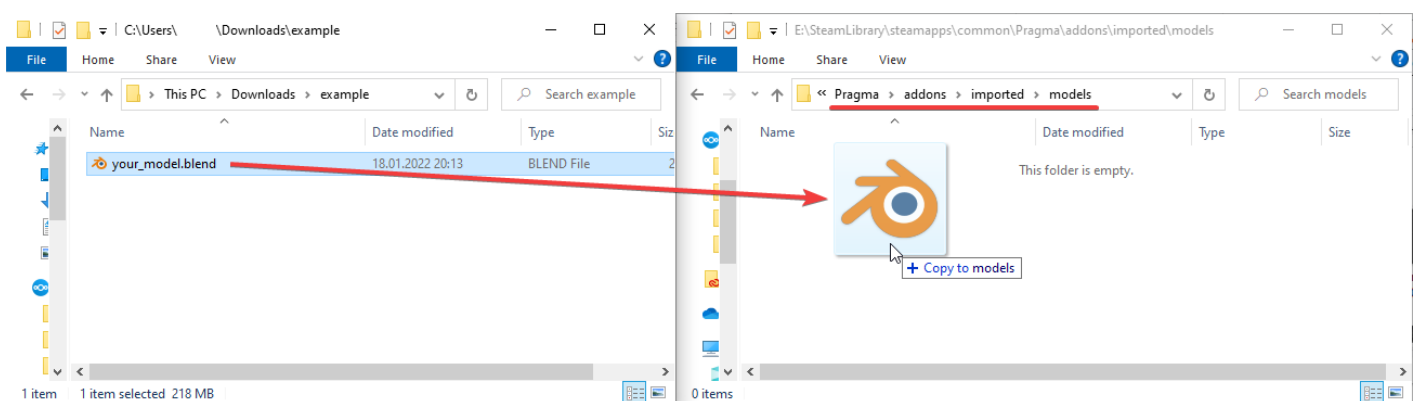 C:\Users\ \Downloads\example
File Home Share View
This PC > Downloads > example
Search example
Name Date modified Type Siz
your_model.blend 18.01.2022 20:13 BLEND File 2
1 item 1 item selected 218 MB
E:\SteamLibrary\steamapps\common\Pragma\addons\imported\models
File Home Share View
« Pragma > addons > imported > models
Search models
Name Date modified Type Size
This folder is empty.
+ Copy to models
0 items